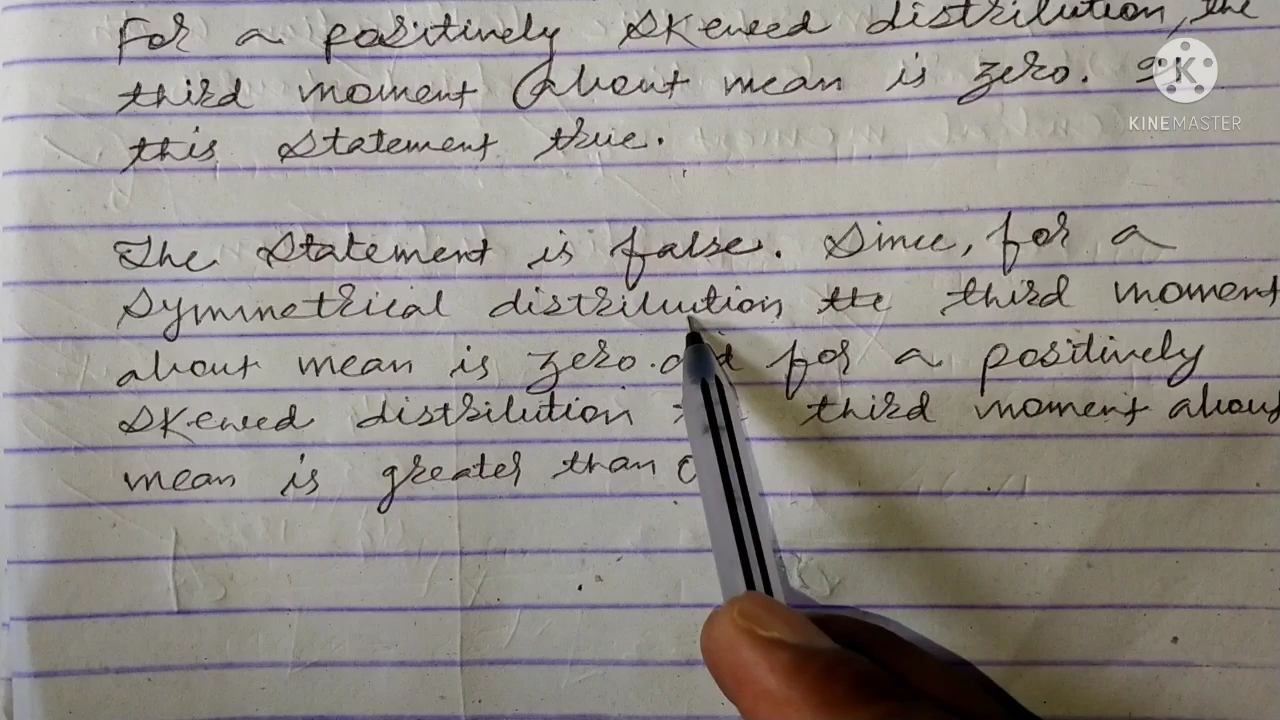 For a positively skewed distribution, the
third moment about mean is zero.
this statement true.
The statement is false. Since, for a
symmetrical distribution the third moment
about mean is zero. for a positively
skewed distribution third moment about
mean is greater than
K
KINEMASTER